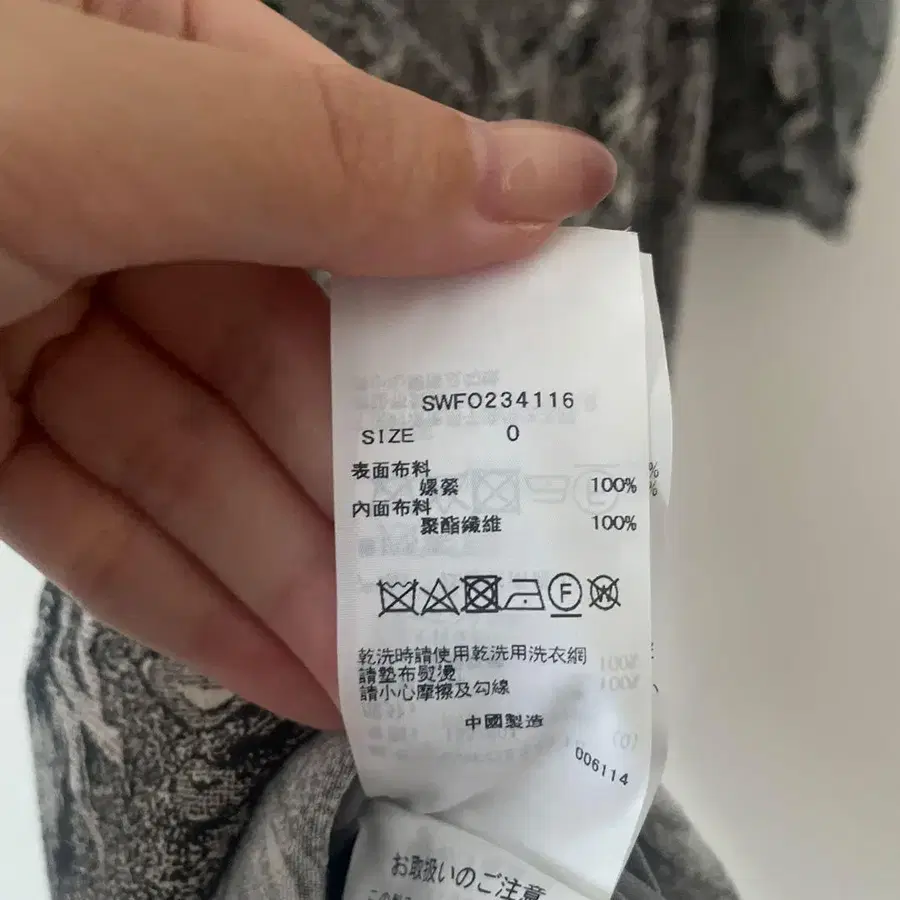 SWFO234116
SIZE 0
表面布料
嫘縈 100%
內面布料
聚酯纖維 100%
F
W
乾洗時請使用乾洗用洗衣網
請墊布熨燙
請小心摩擦及勾線
中國製造
006114
お取扱いのご注意